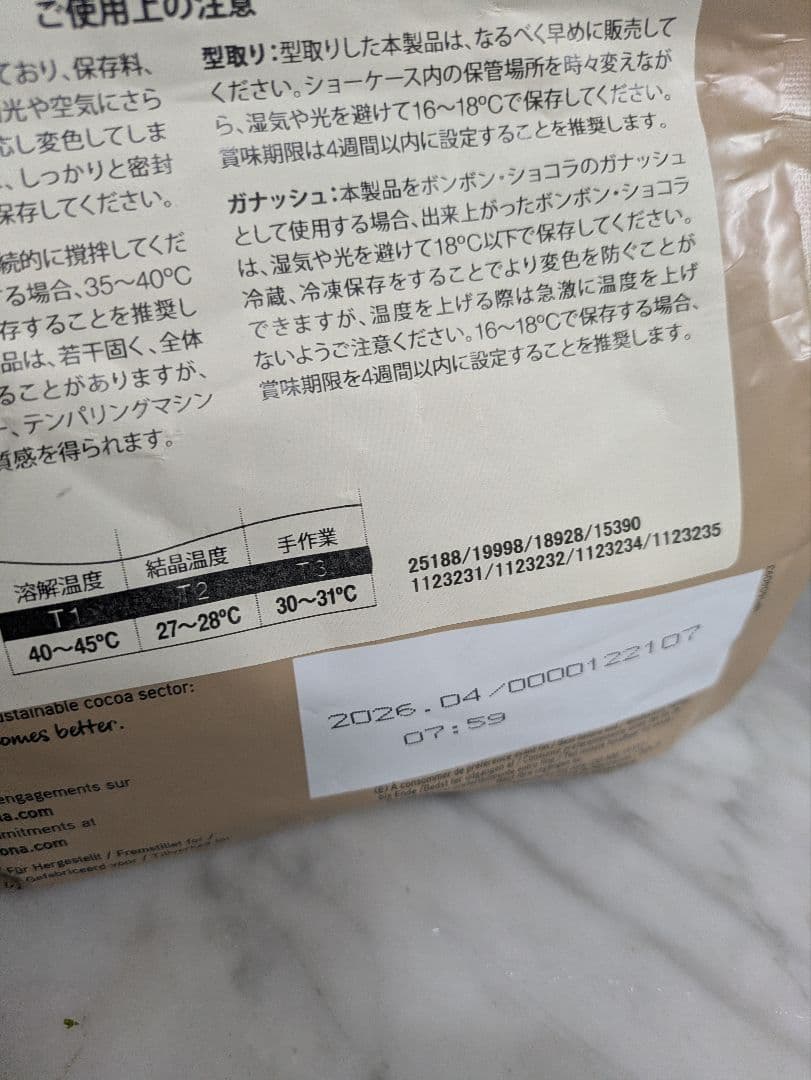 ご使用上の注意
ており、保存料、
光や空気にさら
応し変色してしま
、しっかりと密封
保存してください。
続的に撹拌してくだ
る場合、35〜40℃
存することを推奨し
品は、若干固く、全体
ることがありますが、
ー、テンパリングマシン
質感を得られます。
型取り：型取りした本製品は、なるべく早めに販売して
ください。ショーケース内の保管場所を時々変えなが
ら、湿気や光を避けて16〜18℃で保存してください。
賞味期限は4週間以内に設定することを推奨します。
ガナッシュ：本製品をボンボン・ショコラのガナッシュ
として使用する場合、出来上がったボンボン・ショコラ
は、湿気や光を避けて18℃以下で保存してください。
冷蔵、冷凍保存をすることでより変色を防ぐことが
できますが、温度を上げる際は急激に温度を上げ
ないようご注意ください。16〜18℃で保存する場合、
賞味期限を4週間以内に設定することを推奨します。
溶解温度 結晶温度 手作業
T1 T2 T3
40〜45℃ 27〜28℃ 30〜31℃
25188/19998/18928/15390
1123231/1123232/1123234/1123235
2026.04/0000122107
07:59
ustainable cocoa sector:
omes better.
engagements sur
a.com
mitments at
ona.com
Für Hergestellt / Fremstillet for /
(E) A consommer de préférence avant fin /